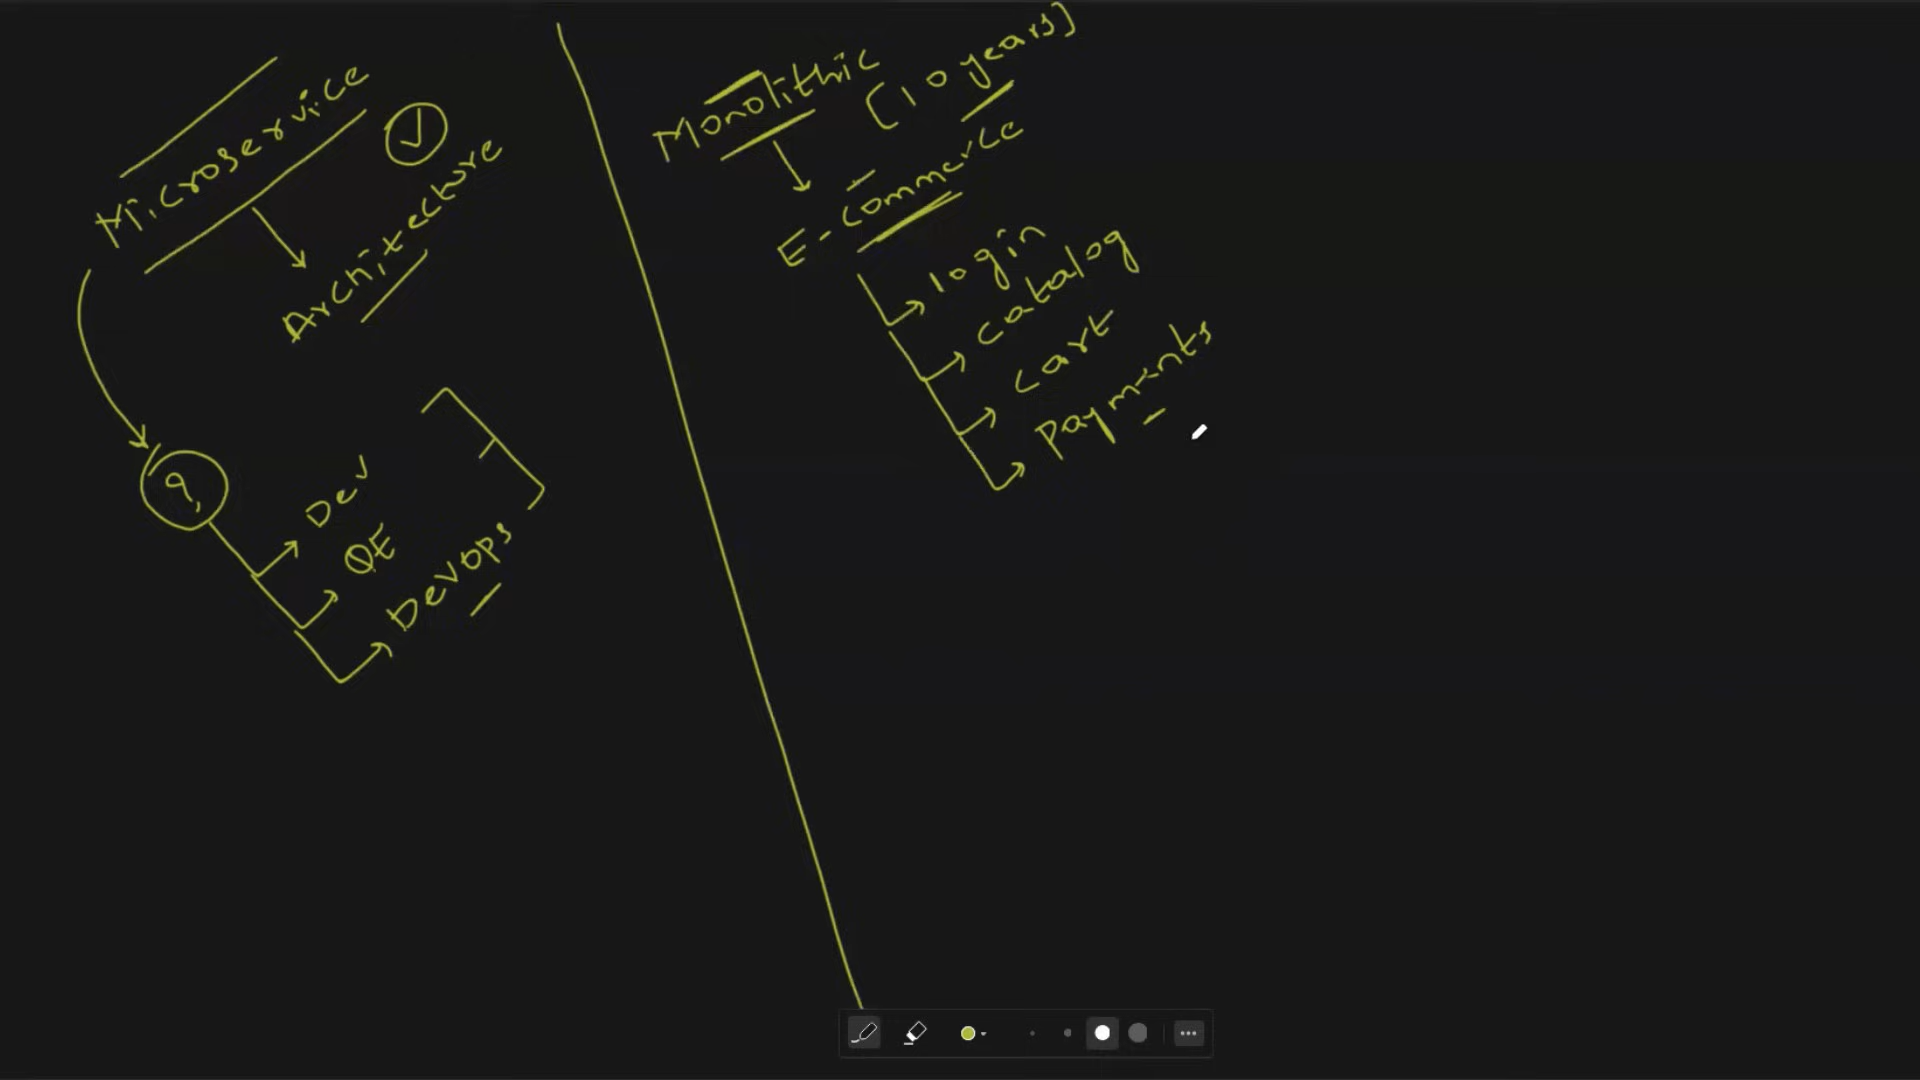 Microservice
Architecture
9,
Dev
QE
Devops
Monolithic
[10 years]
E-commerce
login
catalog
cart
payments